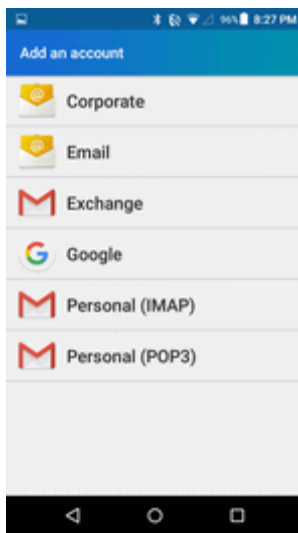 96% 8:27 PM
Add an account
Corporate
Email
Exchange
Google
Personal (IMAP)
Personal (POP3)